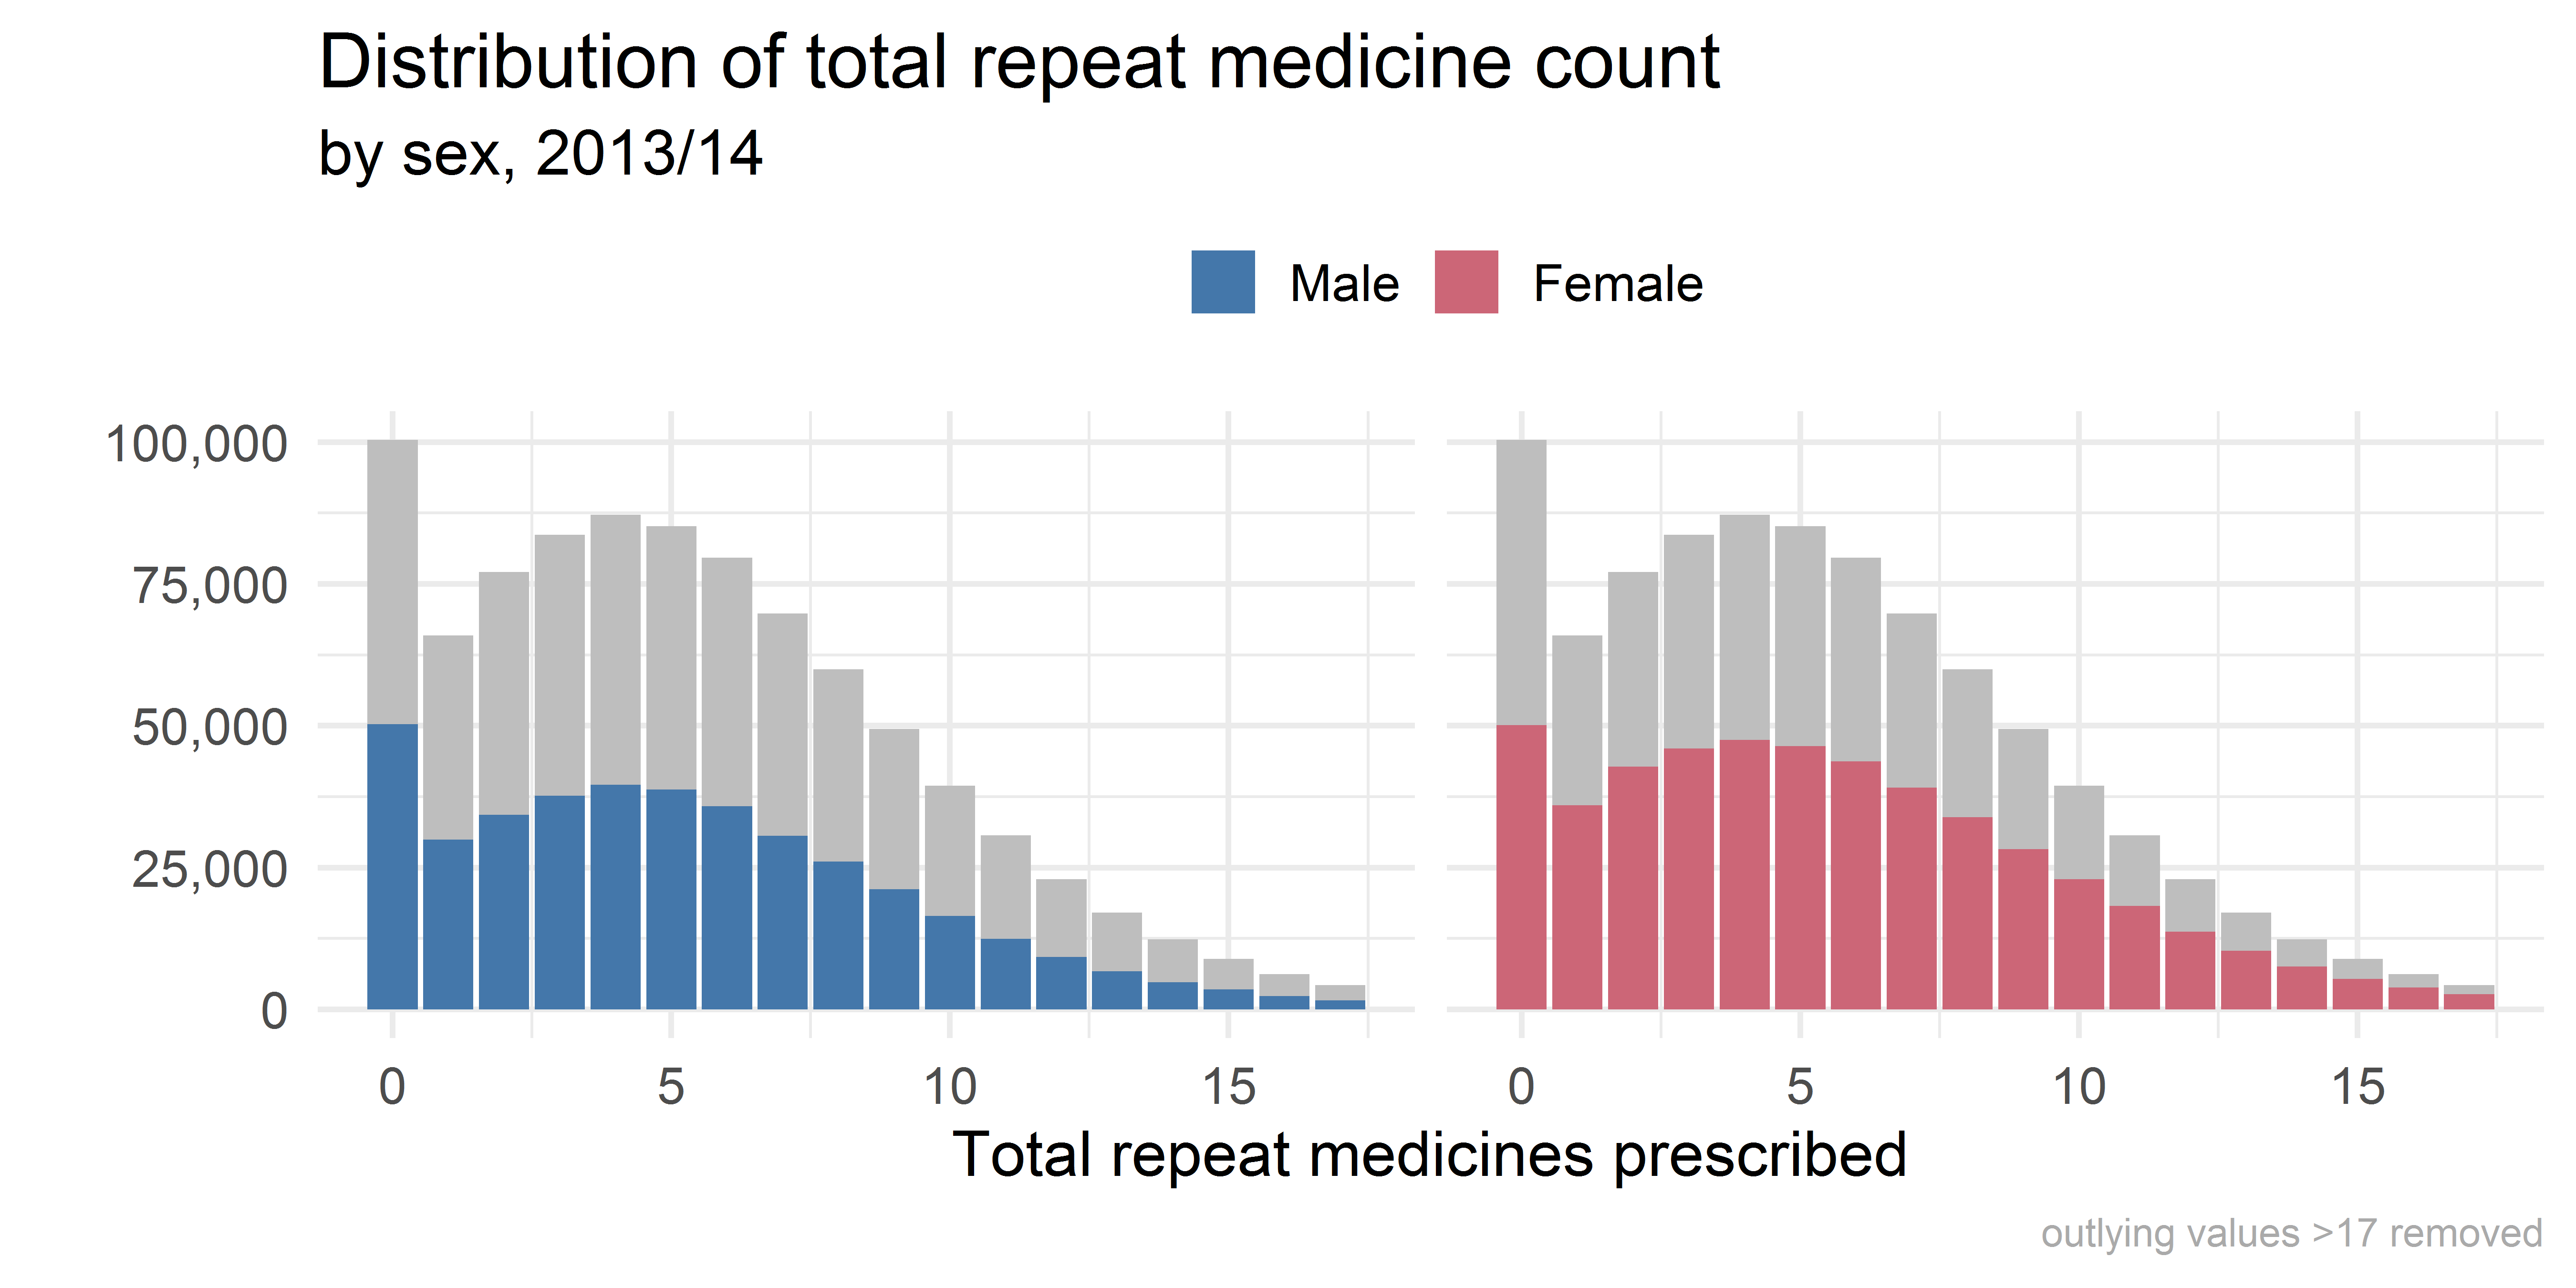 Distribution of total repeat medicine count
by sex, 2013/14
Male Female
100,000
75,000
50,000
25,000
0
0 5 10 15 0 5 10 15
Total repeat medicines prescribed
outlying values >17 removed